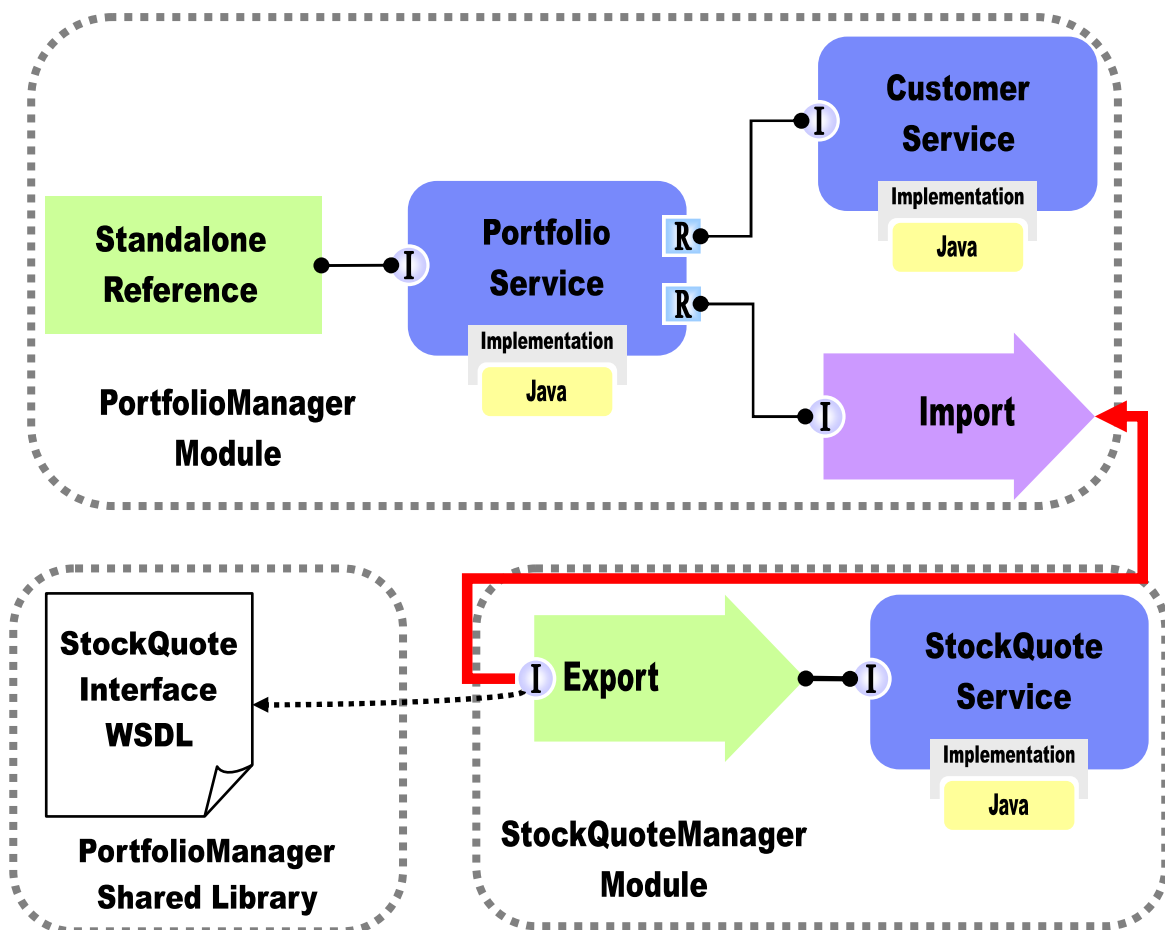 Customer
Service
Implementation
Java
Standalone
Reference
I
I
Portfolio
Service
R
R
Implementation
Java
PortfolioManager
Module
I
Import
StockQuote
Interface
WSDL
PortfolioManager
Shared Library
I
Export
I
StockQuote
Service
Implementation
Java
StockQuoteManager
Module